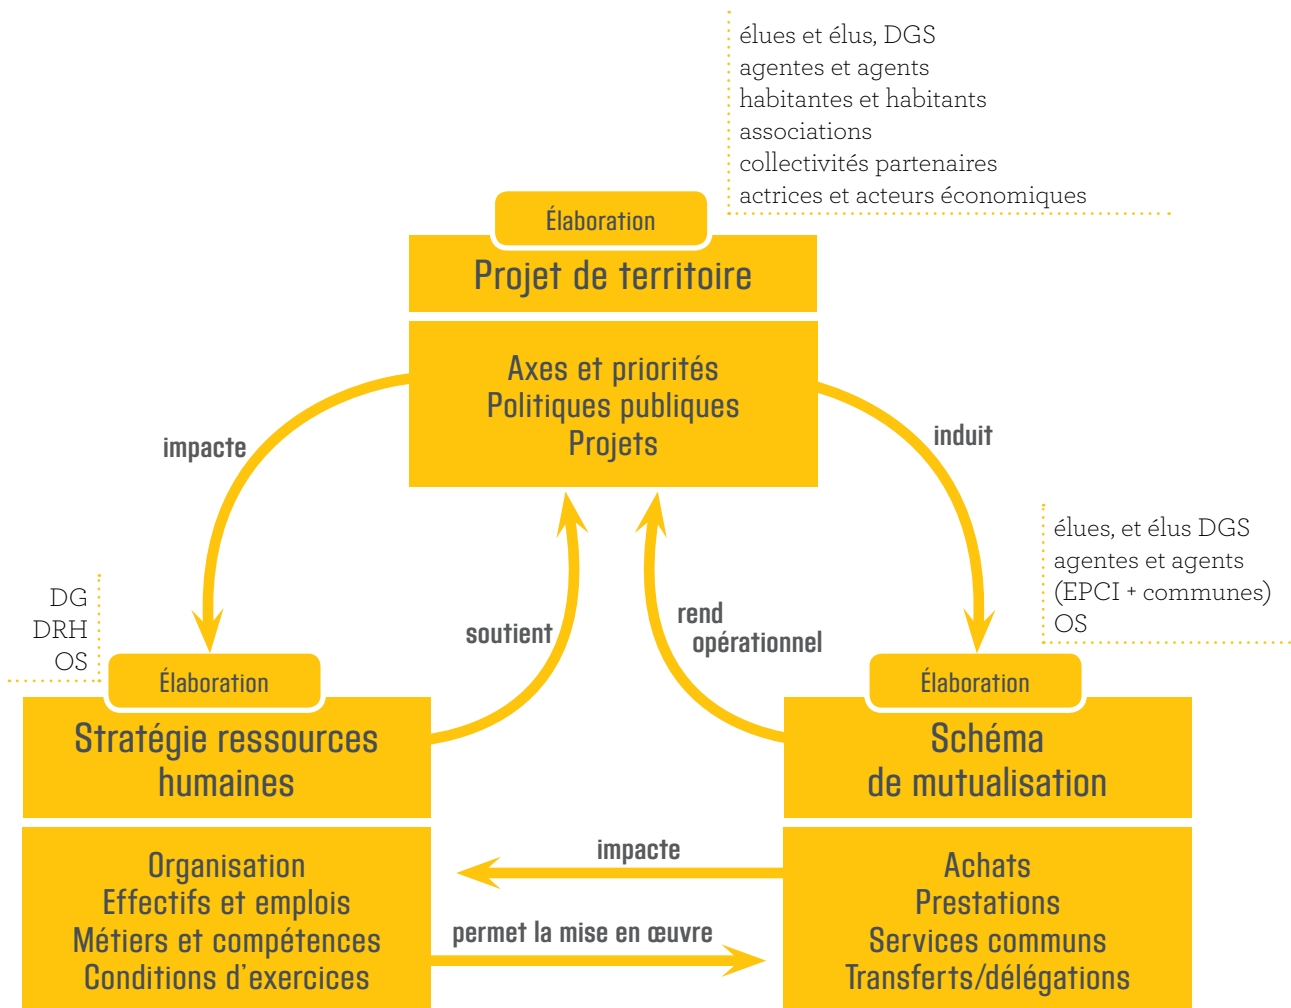 élues et élus, DGS
agentes et agents
habitantes et habitants
associations
collectivités partenaires
actrices et acteurs économiques
Élaboration
Projet de territoire
Axes et priorités
Politiques publiques
Projets
impacte
induit
élues, et élus DGS
agentes et agents
(EPCI + communes)
OS
DG
DRH
OS
soutient
rend
opérationnel
Élaboration
Stratégie ressources
humaines
Élaboration
Schéma
de mutualisation
Organisation
Effectifs et emplois
Métiers et compétences
Conditions d'exercices
impacte
permet la mise en œuvre
Achats
Prestations
Services communs
Transferts/délégations